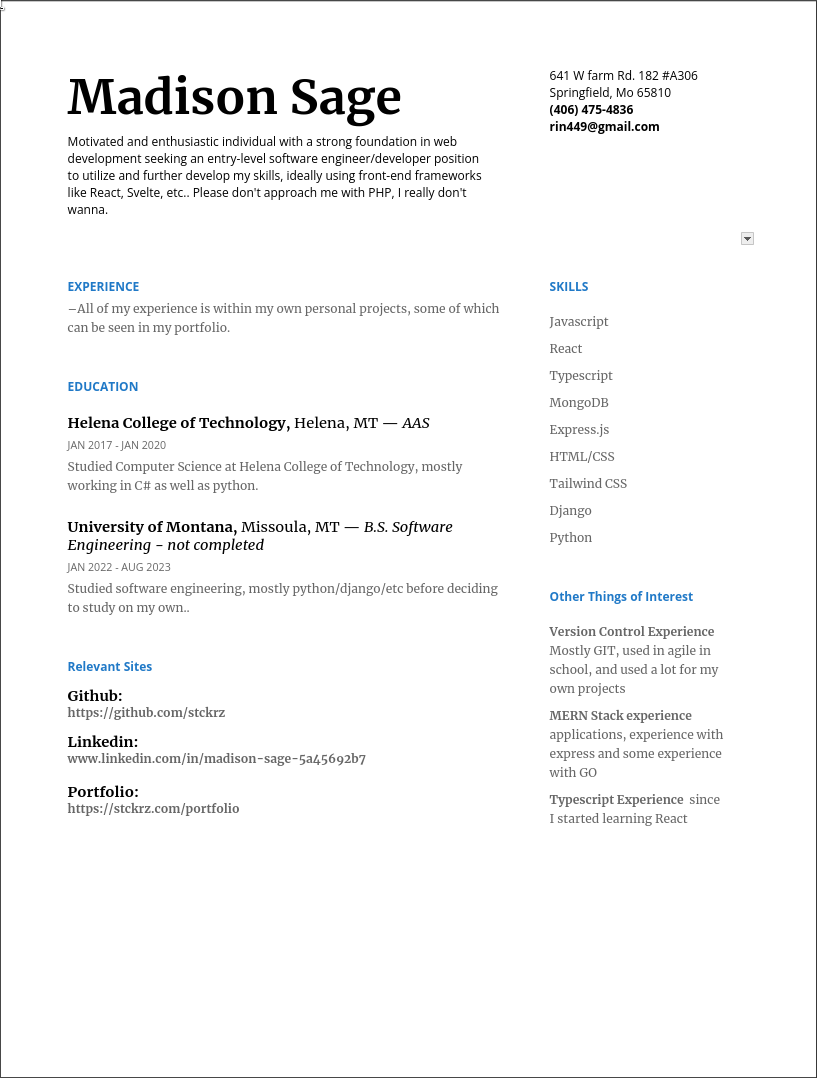 Madison Sage
Motivated and enthusiastic individual with a strong foundation in web
development seeking an entry-level software engineer/developer position
to utilize and further develop my skills, ideally using front-end frameworks
like React, Svelte, etc.. Please don't approach me with PHP, I really don't
wanna.
641 W farm Rd. 182 #A306
Springfield, Mo 65810
(406) 475-4836
rin449@gmail.com
EXPERIENCE
–All of my experience is within my own personal projects, some of which
can be seen in my portfolio.
EDUCATION
Helena College of Technology, Helena, MT — AAS
JAN 2017 - JAN 2020
Studied Computer Science at Helena College of Technology, mostly
working in C# as well as python.
University of Montana, Missoula, MT — B.S. Software
Engineering - not completed
JAN 2022 - AUG 2023
Studied software engineering, mostly python/django/etc before deciding
to study on my own..
Relevant Sites
Github:
https://github.com/stckrz
Linkedin:
www.linkedin.com/in/madison-sage-5a45692b7
Portfolio:
https://stckrz.com/portfolio
SKILLS
Javascript
React
Typescript
MongoDB
Express.js
HTML/CSS
Tailwind CSS
Django
Python
Other Things of Interest
Version Control Experience
Mostly GIT, used in agile in
school, and used a lot for my
own projects
MERN Stack experience
applications, experience with
express and some experience
with GO
Typescript Experience since
I started learning React